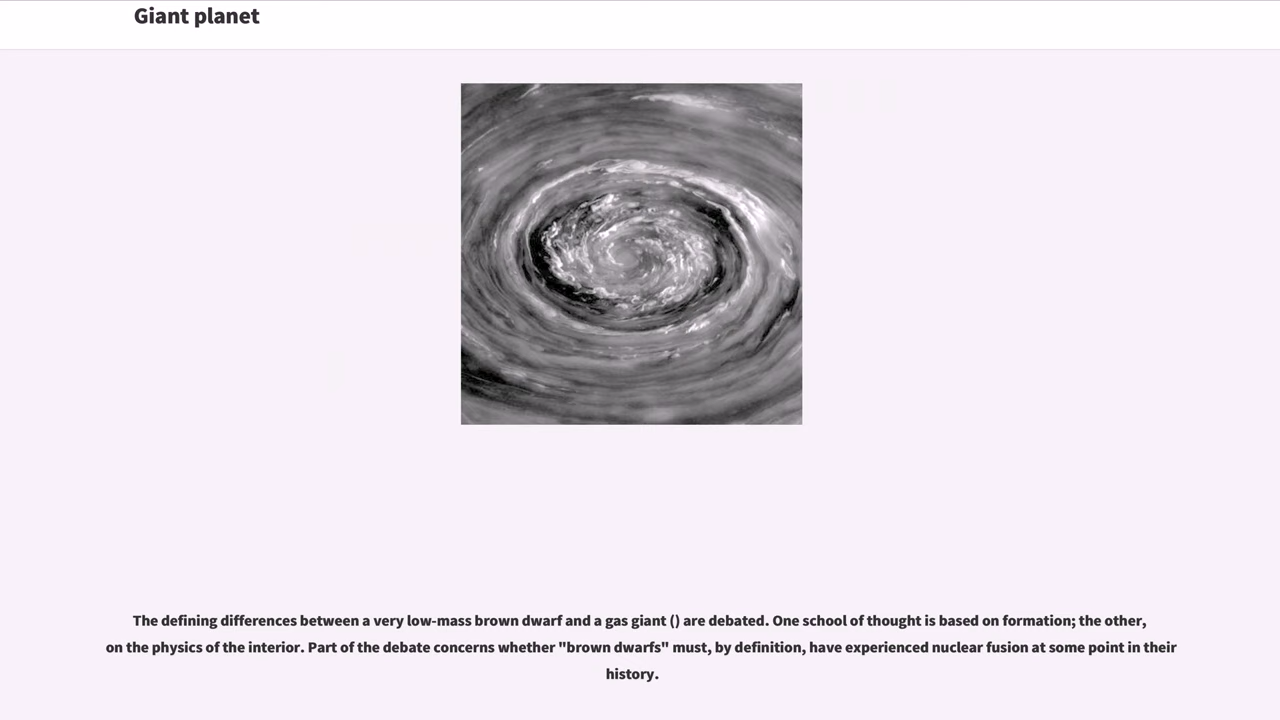 Giant planet
The defining differences between a very low-mass brown dwarf and a gas giant () are debated. One school of thought is based on formation; the other,
on the physics of the interior. Part of the debate concerns whether "brown dwarfs" must, by definition, have experienced nuclear fusion at some point in their
history.